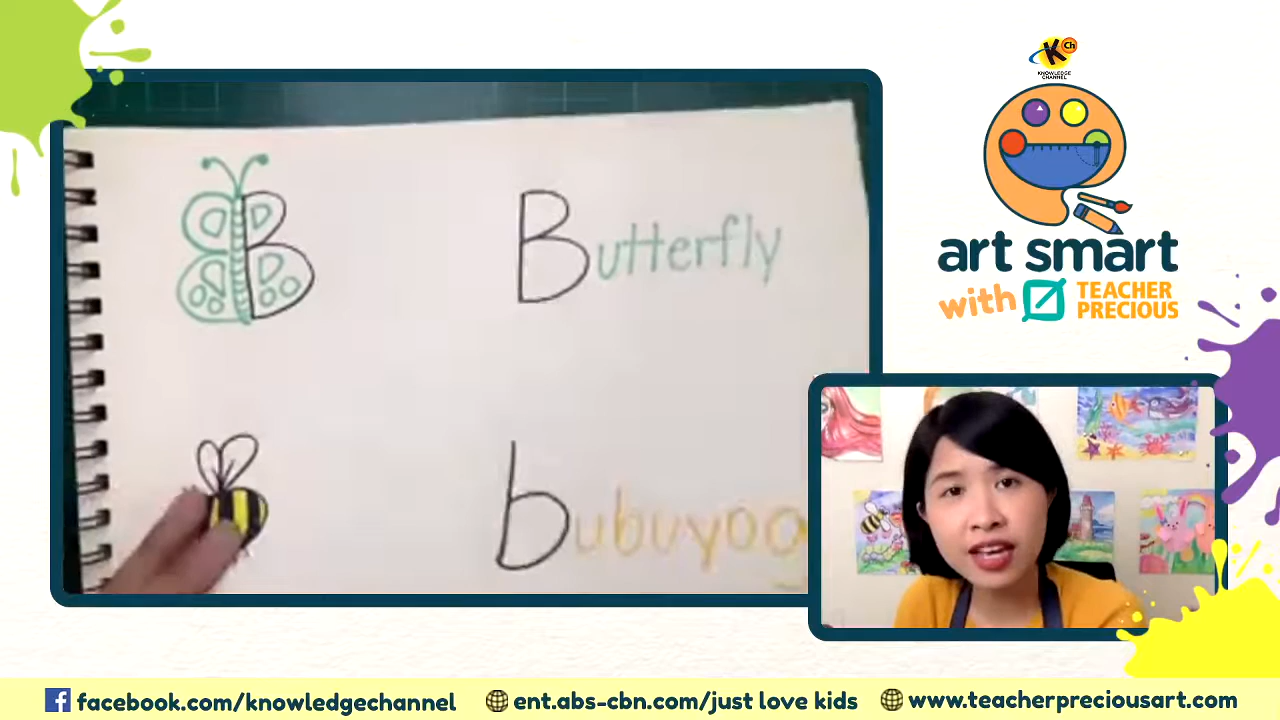 Ch
K
KNOWLEDGE
CHANNEL
art smart
with TEACHER
PRECIOUS
B Butterfly
bubuyog
facebook.com/knowledgechannel
ent.abs-cbn.com/just love kids
www.teacherpreciousart.com